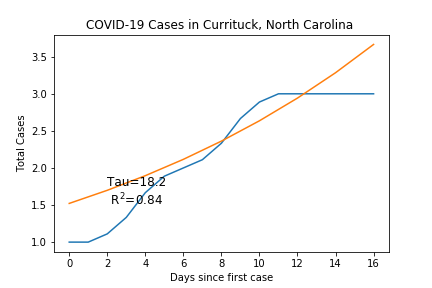 COVID-19 Cases in Currituck, North Carolina
Total Cases
3.5
3.0
2.5
2.0
1.5
1.0
Tau=18.2
R²=0.84
0 2 4 6 8 10 12 14 16
Days since first case